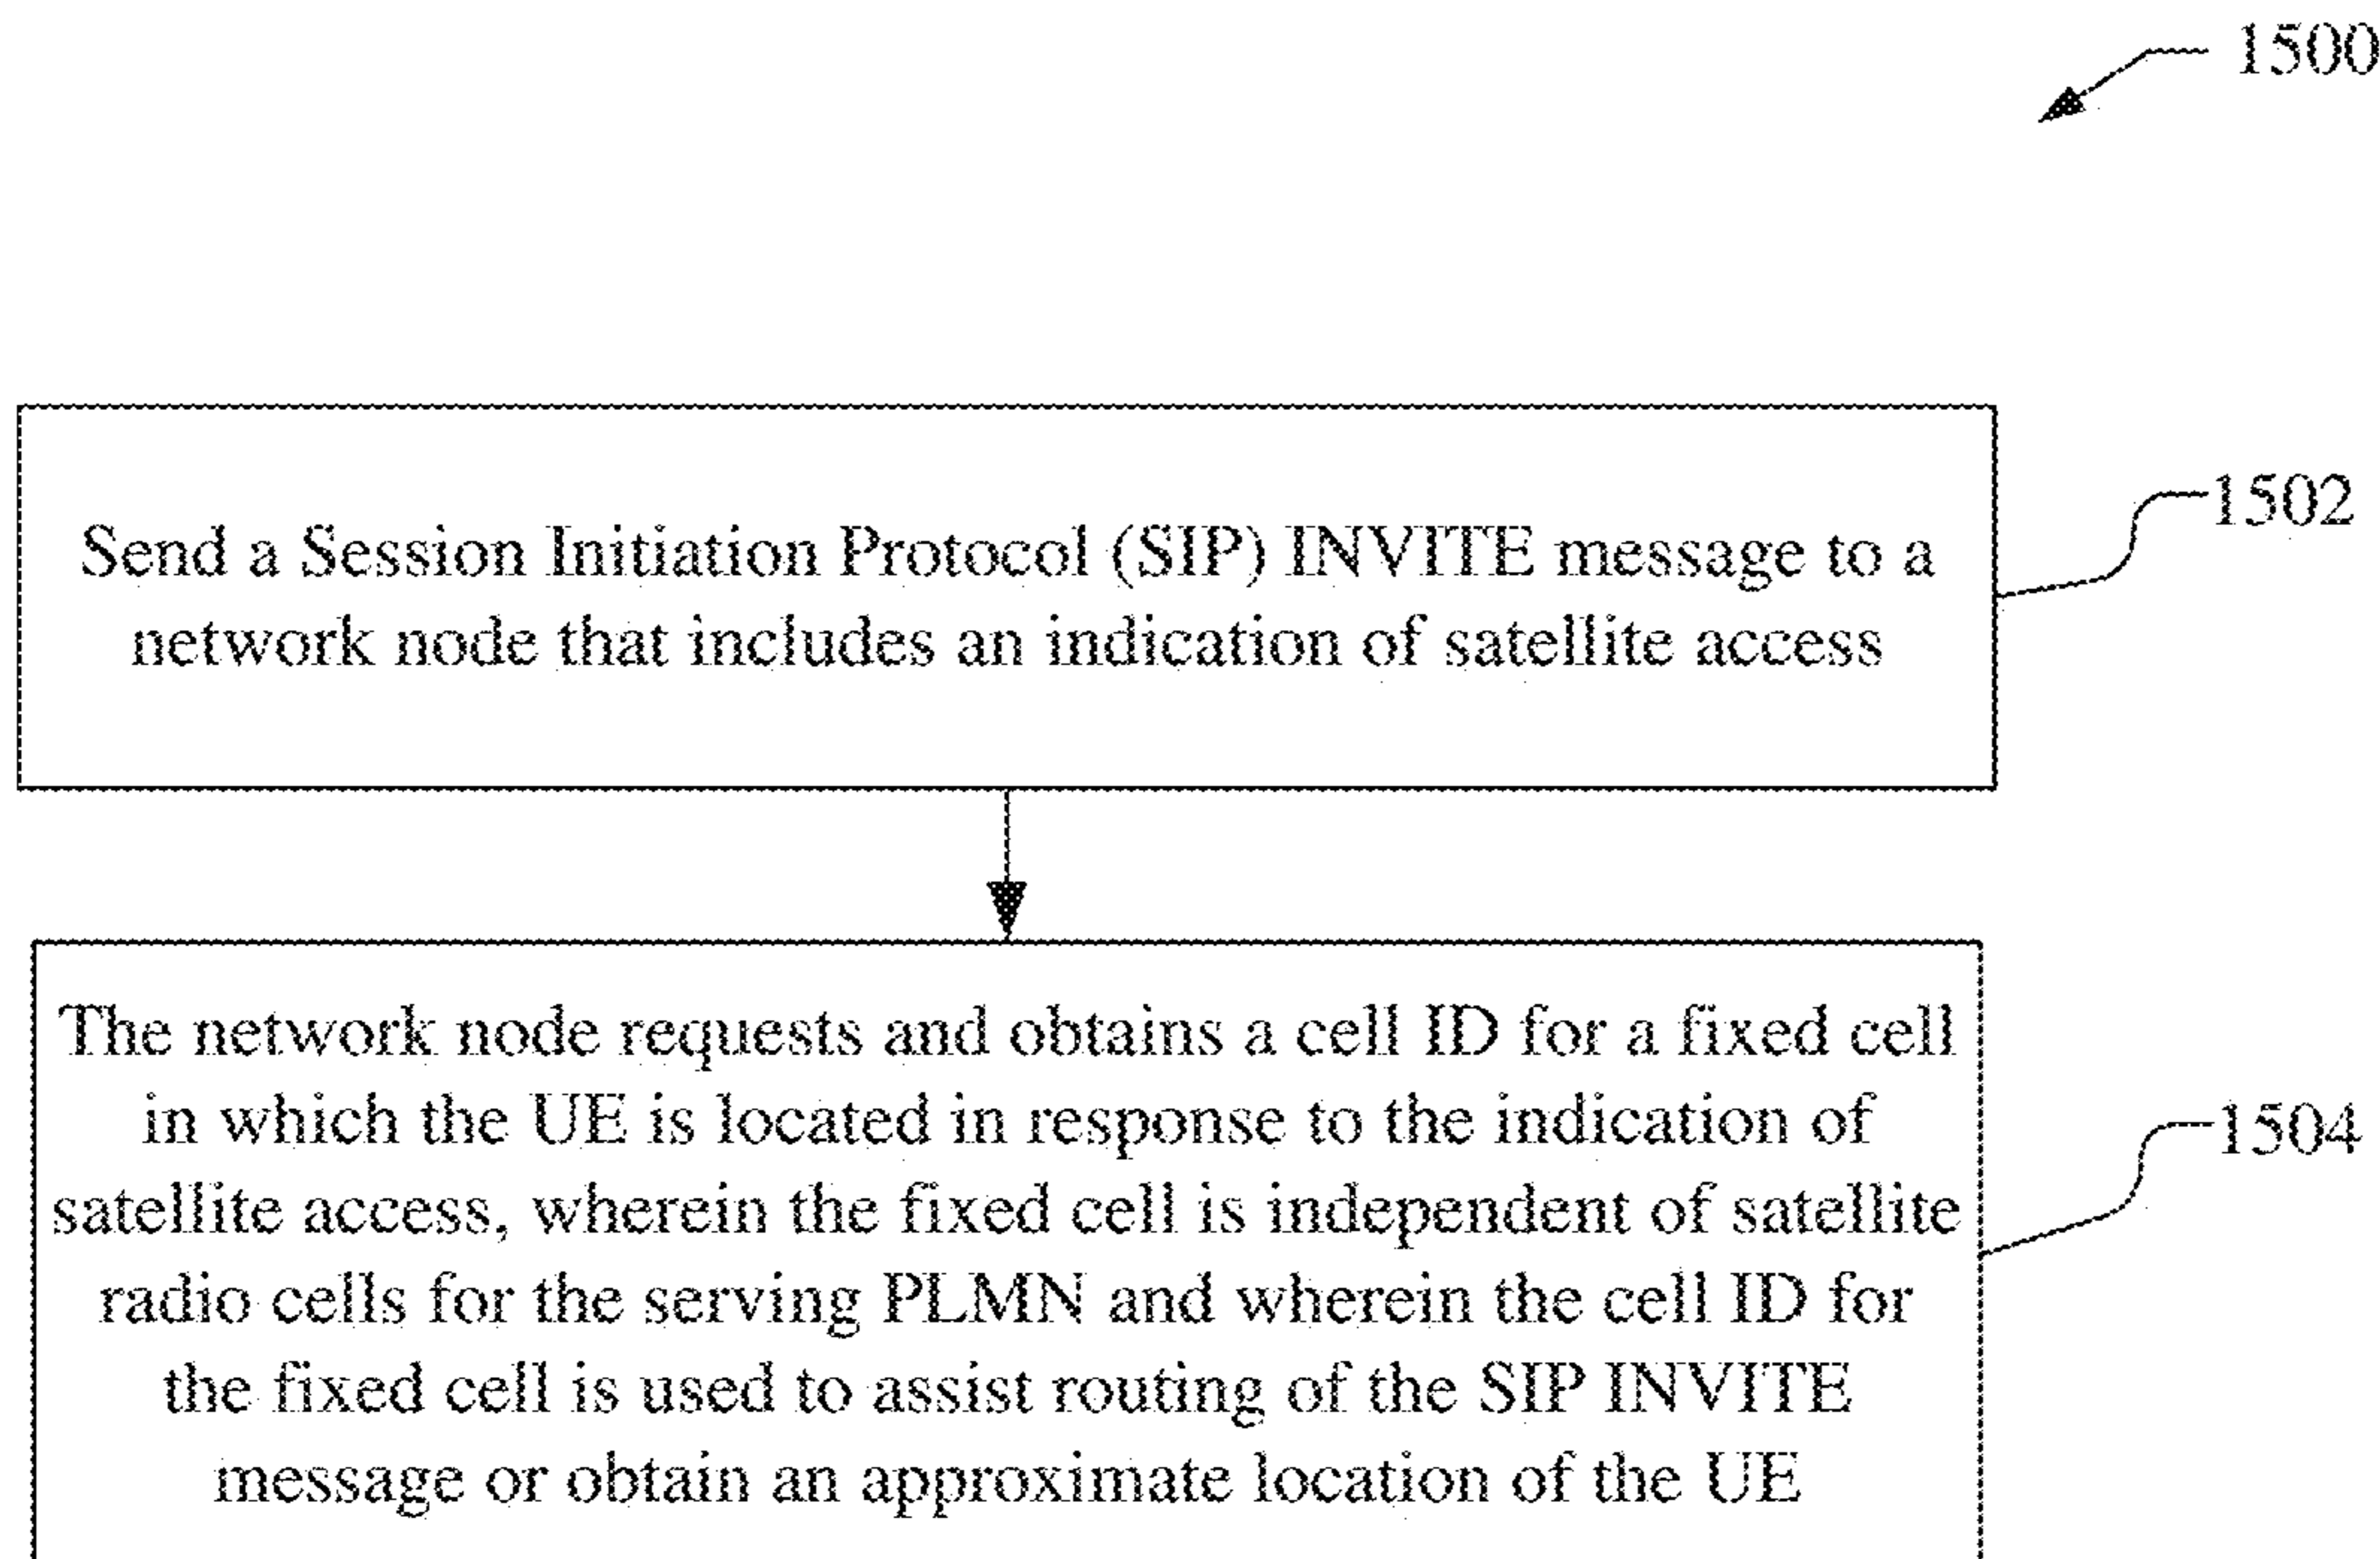 1500
Send a Session Initiation Protocol (SIP) INVITE message to a
network node that includes an indication of satellite access
1502
The network node requests and obtains a cell ID for a fixed cell
in which the UE is located in response to the indication of
satellite access, wherein the fixed cell is independent of satellite
radio cells for the serving PLMN and wherein the cell ID for
the fixed cell is used to assist routing of the SIP INVITE
message or obtain an approximate location of the UE
1504